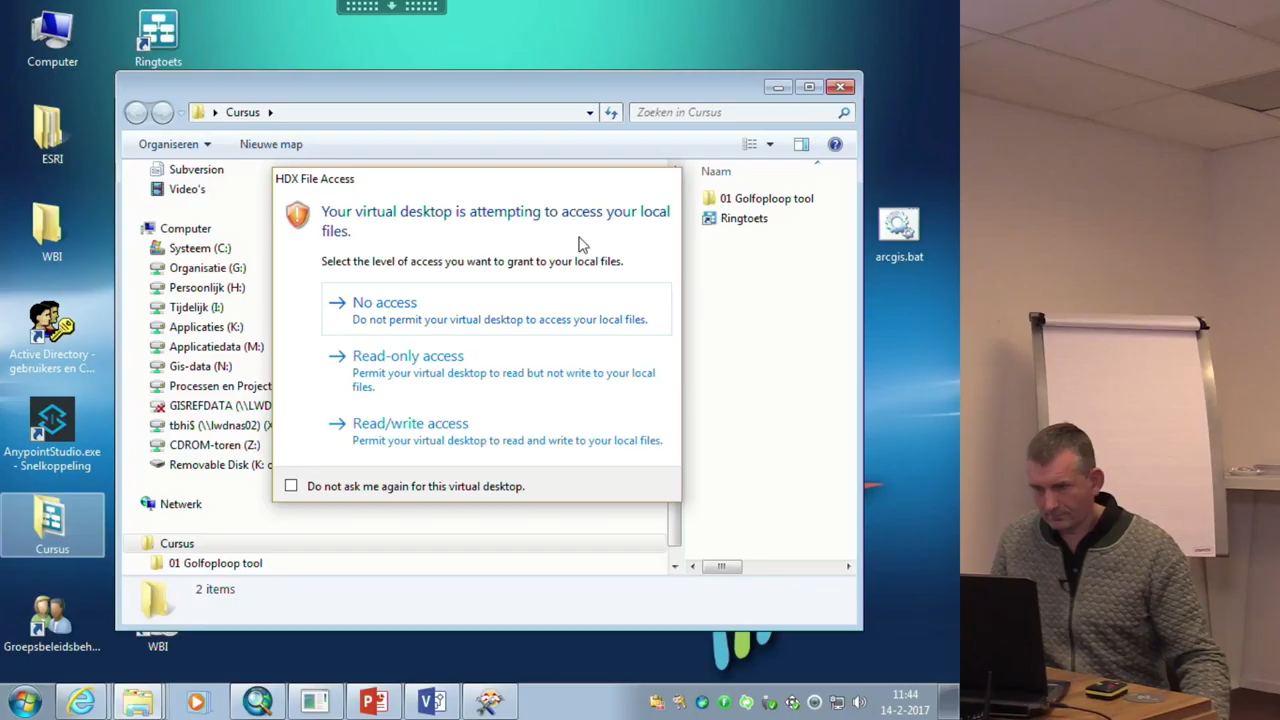 Computer
Ringtoets
ESRI
WBI
Active Directory -
gebruikers en C...
AnypointStudio.exe
- Snelkoppeling
Cursus
Groepsbeleidsbeh...
WBI
arcgis.bat
Cursus
Zoeken in Cursus
Organiseren
Nieuwe map
Subversion
Video's
Computer
Systeem (C:)
Organisatie (G:)
Persoonlijk (H:)
Tijdelijk (I:)
Applicaties (K:)
Applicatiedata (M:)
Gis-data (N:)
Processen en Project
GISREFDATA (\\LWD
tbhi$ (\\lwdnas02) (X
CDROM-toren (Z:)
Removable Disk (K: o
Netwerk
Cursus
01 Golfoploop tool
2 items
Naam
01 Golfoploop tool
Ringtoets
HDX File Access
Your virtual desktop is attempting to access your local
files.
Select the level of access you want to grant to your local files.
No access
Do not permit your virtual desktop to access your local files.
Read-only access
Permit your virtual desktop to read but not write to your local
files.
Read/write access
Permit your virtual desktop to read and write to your local files.
Do not ask me again for this virtual desktop.
11:44
14-2-2017